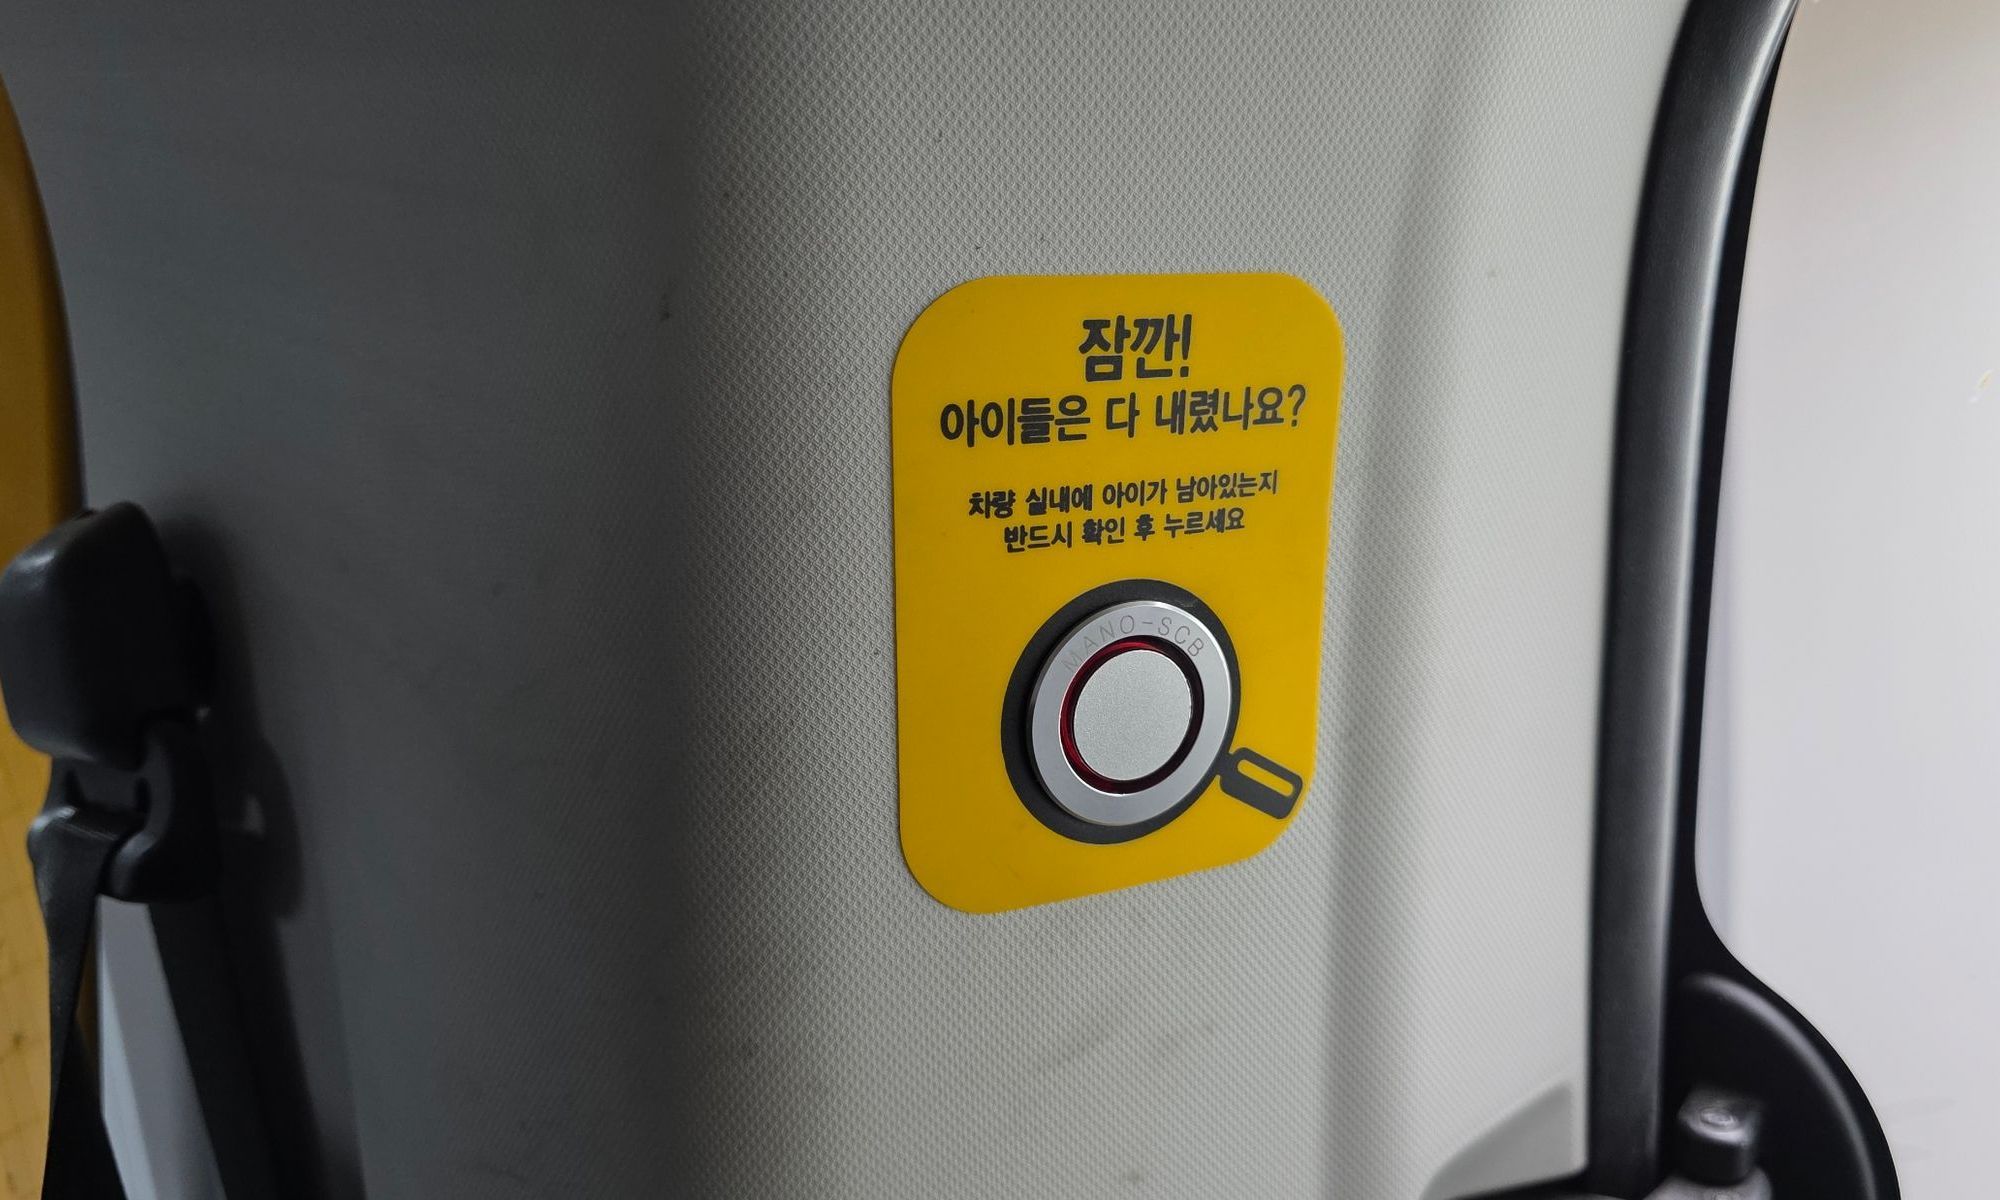 잠깐!
아이들은 다 내렸나요?
차량 실내에 아이가 남아있는지
반드시 확인 후 누르세요
MANO-SCB